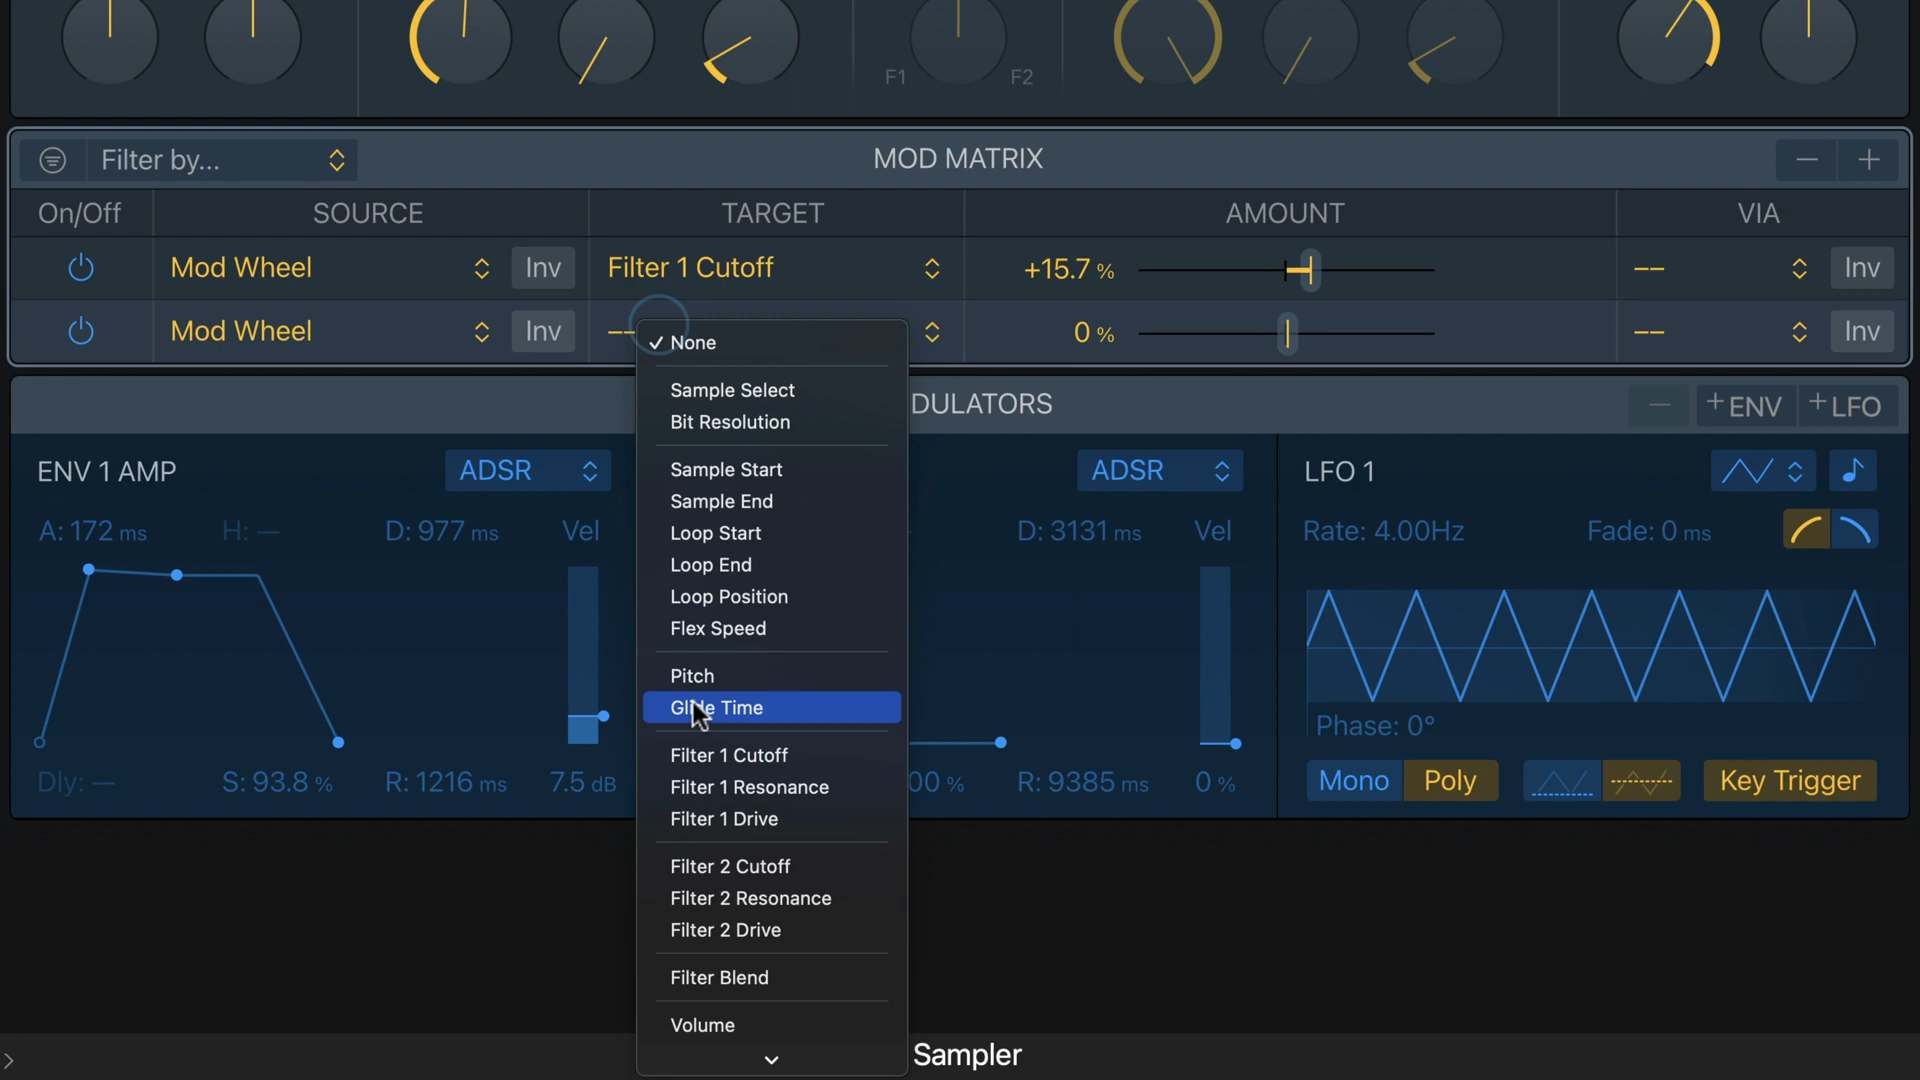 F1
F2
Filter by...
MOD MATRIX
On/Off
SOURCE
TARGET
AMOUNT
VIA
Mod Wheel
Inv
Filter 1 Cutoff
+15.7 %
--
Inv
Mod Wheel
Inv
0 %
--
Inv
None
Sample Select
Bit Resolution
Sample Start
Sample End
Loop Start
Loop End
Loop Position
Flex Speed
Pitch
Glide Time
Filter 1 Cutoff
Filter 1 Resonance
Filter 1 Drive
Filter 2 Cutoff
Filter 2 Resonance
Filter 2 Drive
Filter Blend
Volume
DULATORS
+ENV
+LFO
ENV 1 AMP
ADSR
A: 172 ms
H: —
D: 977 ms
Vel
Dly: —
S: 93.8 %
R: 1216 ms
7.5 dB
ADSR
D: 3131 ms
Vel
00 %
R: 9385 ms
0 %
LFO 1
Rate: 4.00Hz
Fade: 0 ms
Phase: 0°
Mono
Poly
Key Trigger
Sampler